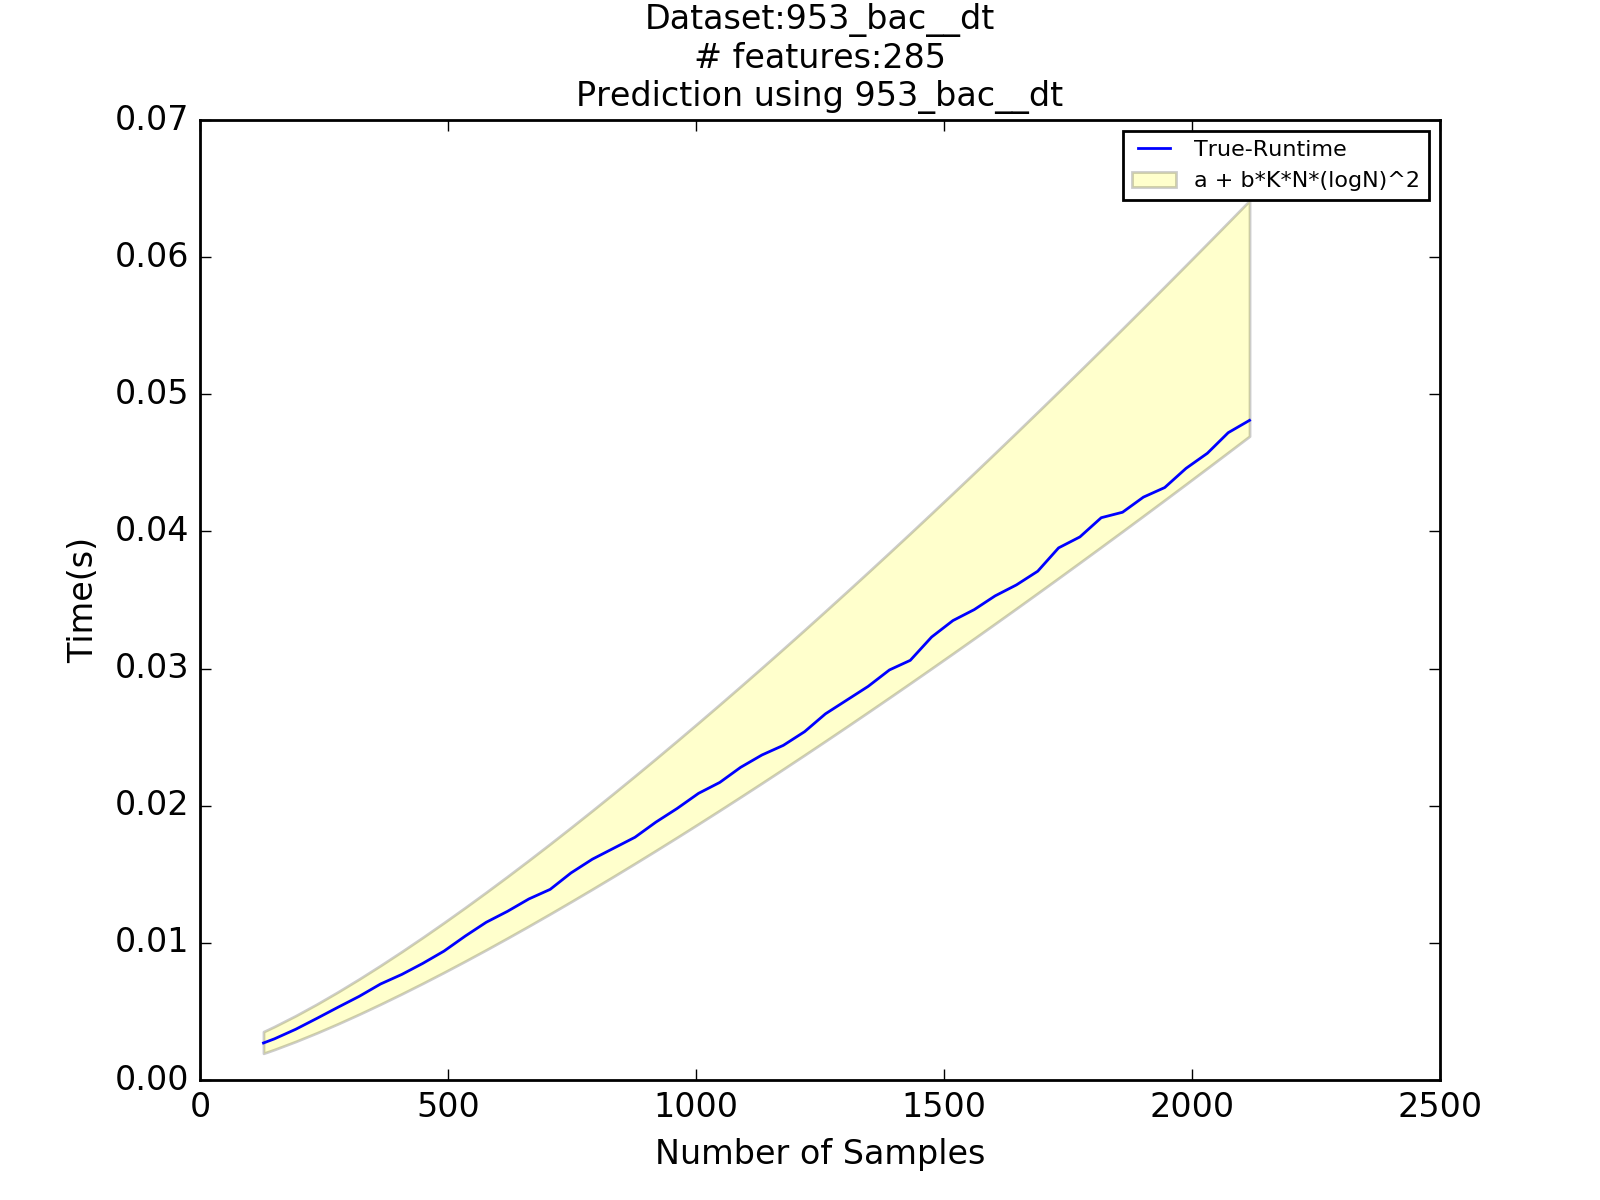 Dataset:953_bac__dt
# features:285
Prediction using 953_bac__dt
0.07
0.06
0.05
0.04
0.03
0.02
0.01
0.00
Time(s)
True-Runtime
a + b*K*N*(logN)^2
0 500 1000 1500 2000 2500
Number of Samples